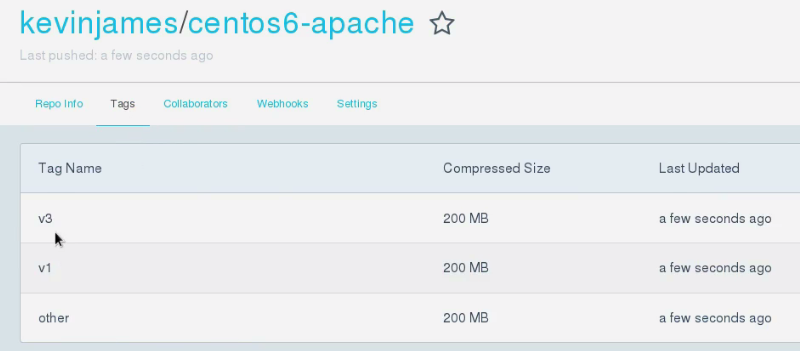 kevinjames/centos6-apache
Last pushed: a few seconds ago
Repo Info Tags Collaborators Webhooks Settings
Tag Name Compressed Size Last Updated
v3 200 MB a few seconds ago
v1 200 MB a few seconds ago
other 200 MB a few seconds ago